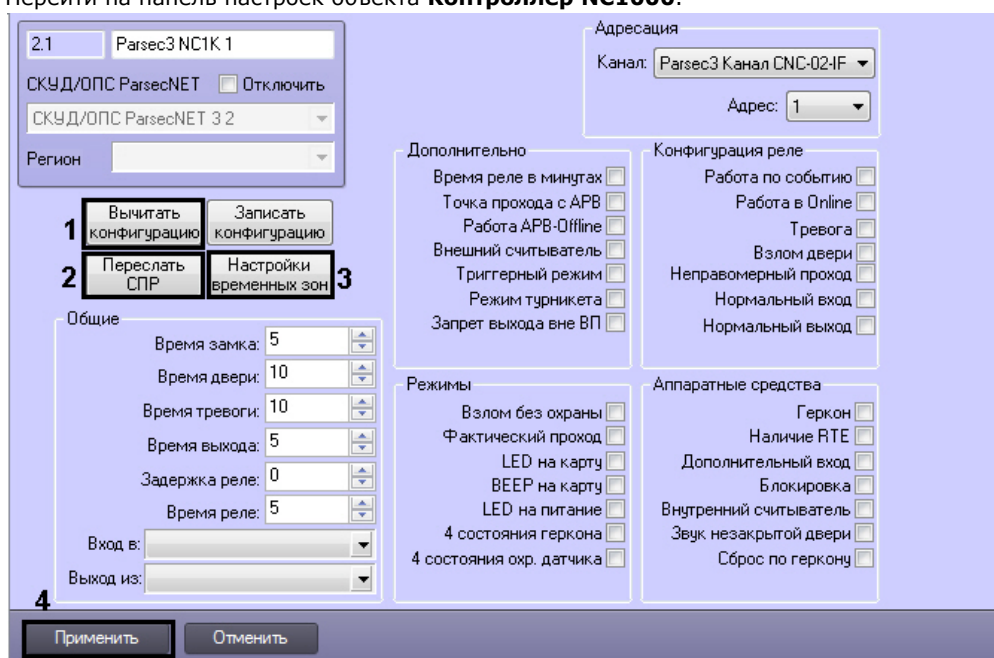 Перейти на панель настроек объекта Контроллер NC1000.
2.1 Parsec3 NC1K 1
СКУД/ОПС ParsecNET Отключить
СКУД/ОПС ParsecNET 3 2
Регион
Адресация
Канал: Parsec3 Канал CNC-02-IF
Адрес: 1
1 Вычитать конфигурацию
Записать конфигурацию
2 Переслать СПР
Настройки временных зон 3
Общие
Время замка: 5
Время двери: 10
Время тревоги: 10
Время выхода: 5
Задержка реле: 0
Время реле: 5
Вход в:
Выход из:
Дополнительно
Время реле в минутах
Точка прохода с APB
Работа APB-Offline
Внешний считыватель
Триггерный режим
Режим турникета
Запрет выхода вне ВП
Конфигурация реле
Работа по событию
Работа в Online
Тревога
Взлом двери
Неправомерный проход
Нормальный вход
Нормальный выход
Режимы
Взлом без охраны
Фактический проход
LED на карту
BEEP на карту
LED на питание
4 состояния геркона
4 состояния охр. датчика
Аппаратные средства
Геркон
Наличие RTE
Дополнительный вход
Блокировка
Внутренний считыватель
Звук незакрытой двери
Сброс по геркону
4
Применить Отменить